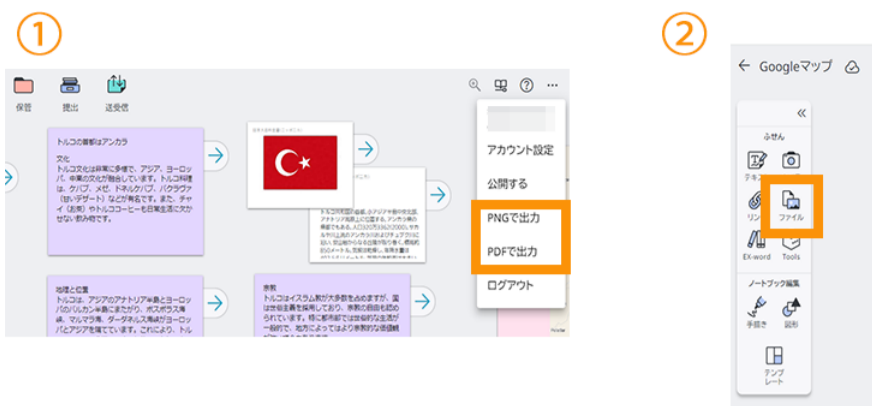 ①
②
保管
提出
送受信
トルコの首都はアンカラ
文化
トルコ文化は非常に多様で、アジア、ヨーロッ
パ、中東の文化が融合しています。トルコ料理
は、ケバブ、メゼ、ドネルケバブ、バクラヴァ
(甘いデザート)などが有名です。また、チャ
イ(お茶)やトルココーヒーも日常生活に欠か
せない飲み物です。
地理と位置
トルコは、アジアのアナトリア半島とヨーロッ
パのバルカン半島にまたがり、ボスポラス海
峡、マルマラ海、ダーダネルス海峡がヨーロッ
パとアジアを隔てています。これにより、トル
宗教
トルコはイスラム教が大多数を占めますが、国
は世俗主義を採用しており、宗教の自由も認め
られています。特に都市部では世俗的な生活が
一般的で、地方によってはより宗教的な価値観
アカウント設定
公開する
PNGで出力
PDFで出力
ログアウト
Googleマップ
ふせん
ファイル
EX-word
Tools
ノートブック編集
手描き
図形
テンプ
レート